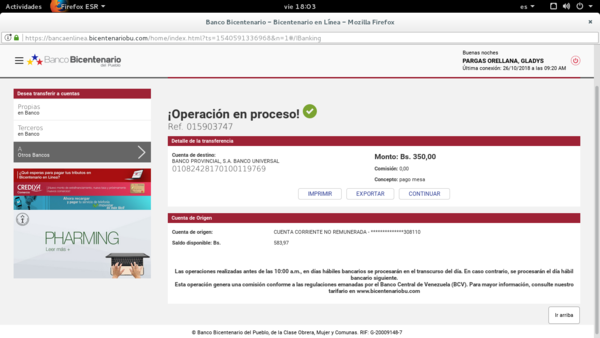 Actividades
Firefox ESR
vie 18:03
es
Banco Bicentenario ~ Bicentenario en Línea ~ Mozilla Firefox
https://bancaenlinea.bicentenariobu.com/home/index.html?ts=1540591336968&n=1#/IBanking
Banco Bicentenario
del Pueblo
Buenas noches
PARGAS ORELLANA, GLADYS
Última conexión: 26/10/2018 a las 09:20 AM
Desea transferir a cuentas
Propias
en Banco
Terceros
en Banco
A
Otros Bancos
¿Qué esperas para pagar tus tributos en
Bicentenario en Línea?
CREDIXA
PHARMING
Leer más »
¡Operación en proceso!
Ref. 015903747
Detalle de la transferencia
Cuenta de destino:
BANCO PROVINCIAL, S.A. BANCO UNIVERSAL
01082428170100119769
Monto: Bs. 350,00
Comisión: 0,00
Concepto: pago mesa
IMPRIMIR
EXPORTAR
CONTINUAR
Cuenta de Origen
Cuenta de origen: CUENTA CORRIENTE NO REMUNERADA - **************308110
Saldo disponible: Bs. 583,97
Las operaciones realizadas antes de las 10:00 a.m., en días hábiles bancarios se procesarán en el transcurso del día. En caso contrario, se procesarán el día hábil
bancario siguiente.
Esta operación genera una comisión conforme a las regulaciones emanadas por el Banco Central de Venezuela (BCV). Para mayor información, consulte nuestro
tarifario en www.bicentenariobu.com
Ir arriba
© Banco Bicentenario del Pueblo, de la Clase Obrera, Mujer y Comunas. RIF: G-20009148-7